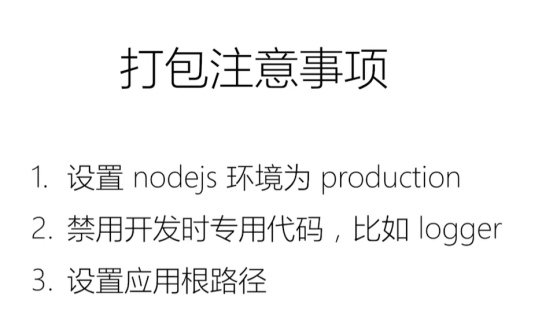 打包注意事项
1. 设置 nodejs 环境为 production
2. 禁用开发时专用代码，比如 logger
3. 设置应用根路径